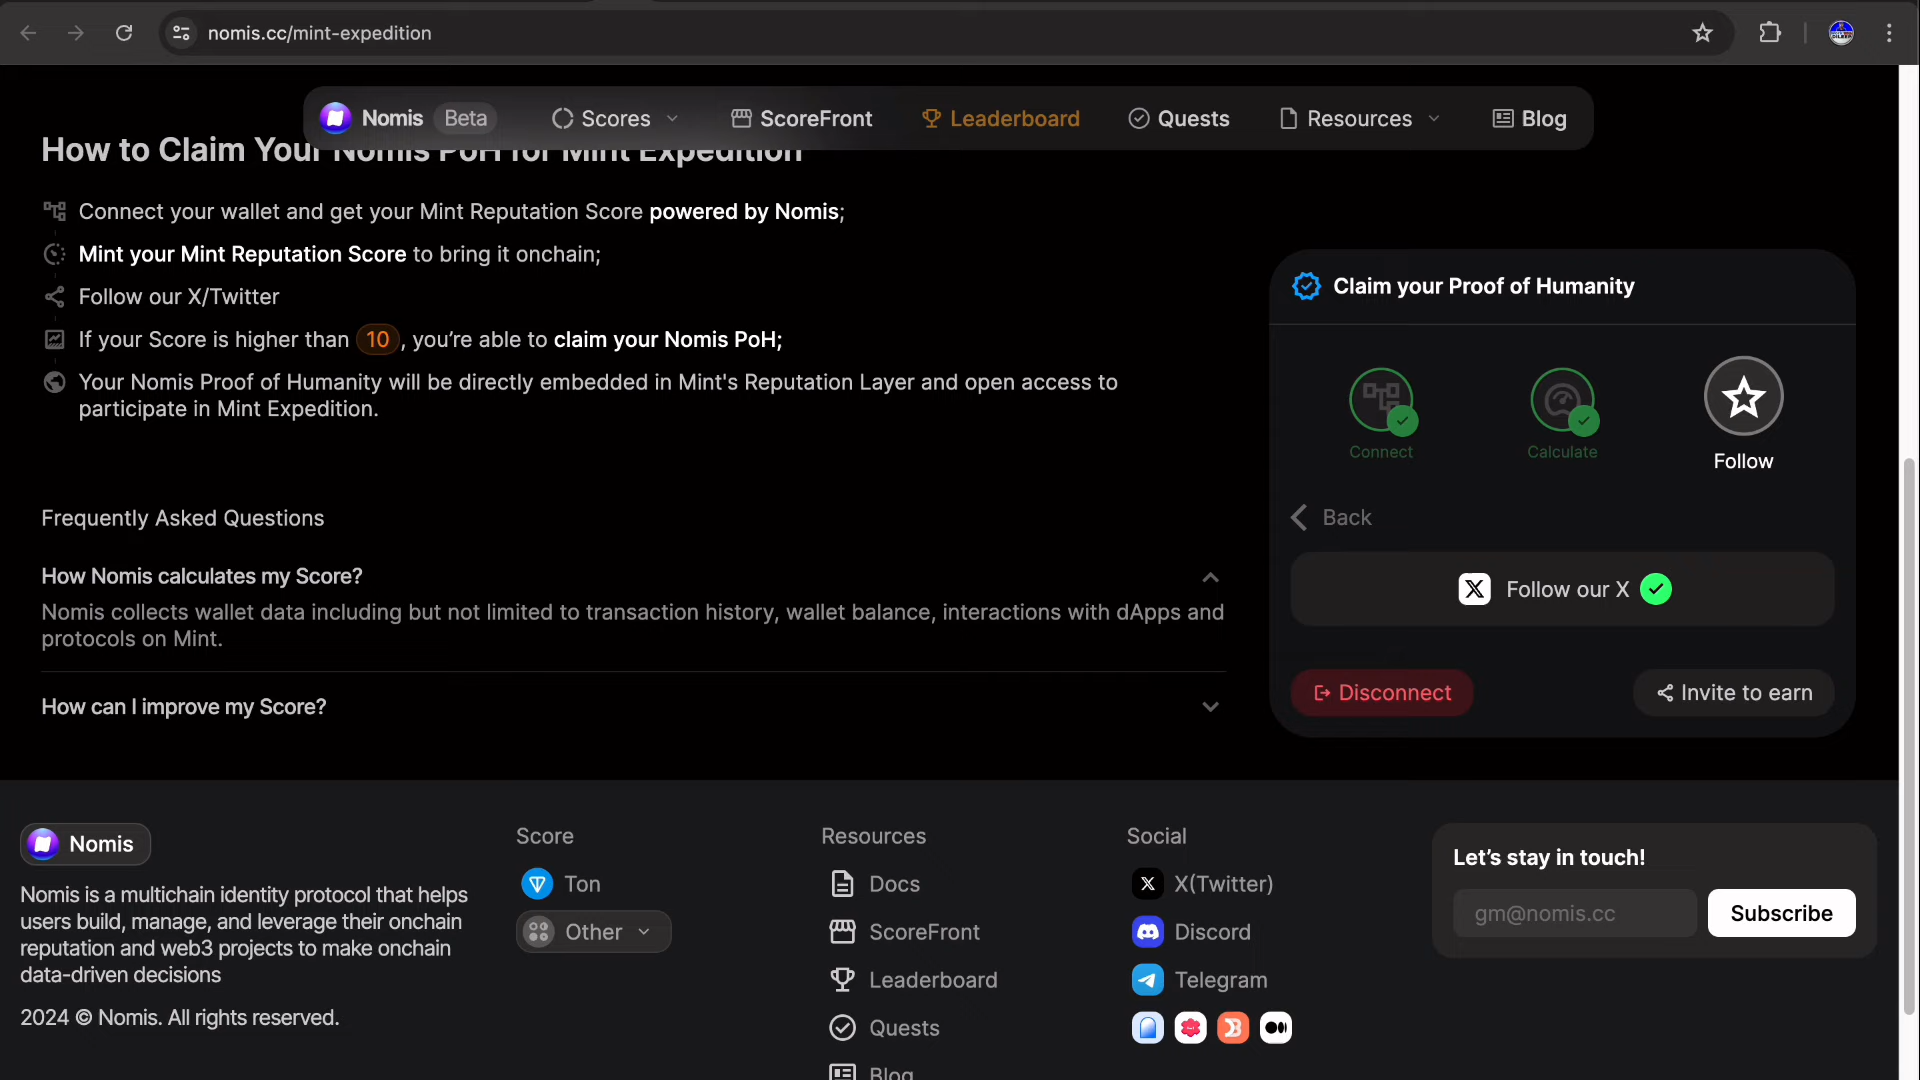 nomis.cc/mint-expedition
Nomis Beta Scores ScoreFront Leaderboard Quests Resources Blog
How to Claim Your Nomis PoH for Mint Expedition
Connect your wallet and get your Mint Reputation Score powered by Nomis;
Mint your Mint Reputation Score to bring it onchain;
Follow our X/Twitter
If your Score is higher than 10 , you’re able to claim your Nomis PoH;
Your Nomis Proof of Humanity will be directly embedded in Mint's Reputation Layer and open access to
participate in Mint Expedition.
Frequently Asked Questions
How Nomis calculates my Score?
Nomis collects wallet data including but not limited to transaction history, wallet balance, interactions with dApps and
protocols on Mint.
How can I improve my Score?
Claim your Proof of Humanity
Connect Calculate Follow
Back
Follow our X
Disconnect Invite to earn
Nomis
Nomis is a multichain identity protocol that helps
users build, manage, and leverage their onchain
reputation and web3 projects to make onchain
data-driven decisions
2024 © Nomis. All rights reserved.
Score
Ton
Other
Resources
Docs
ScoreFront
Leaderboard
Quests
Blog
Social
X(Twitter)
Discord
Telegram
Let’s stay in touch!
gm@nomis.cc Subscribe